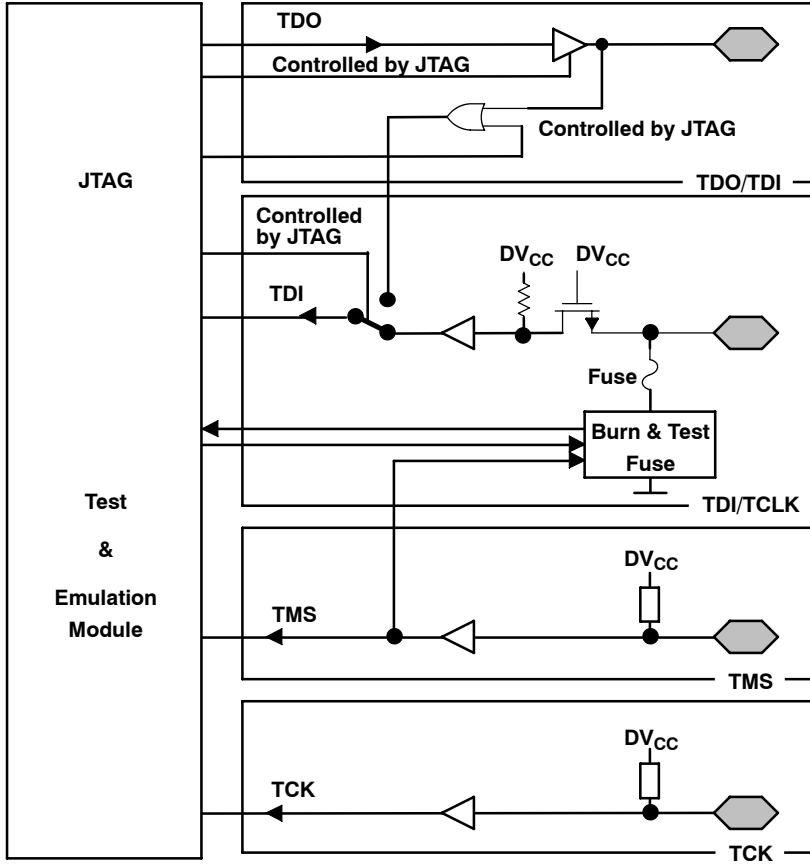 TDO
Controlled by JTAG
Controlled by JTAG
JTAG
TDO/TDI
Controlled
by JTAG
DVCC
DVCC
TDI
Fuse
Burn & Test
Fuse
Test
&
Emulation
Module
TDI/TCLK
DVCC
TMS
TMS
DVCC
TCK
TCK